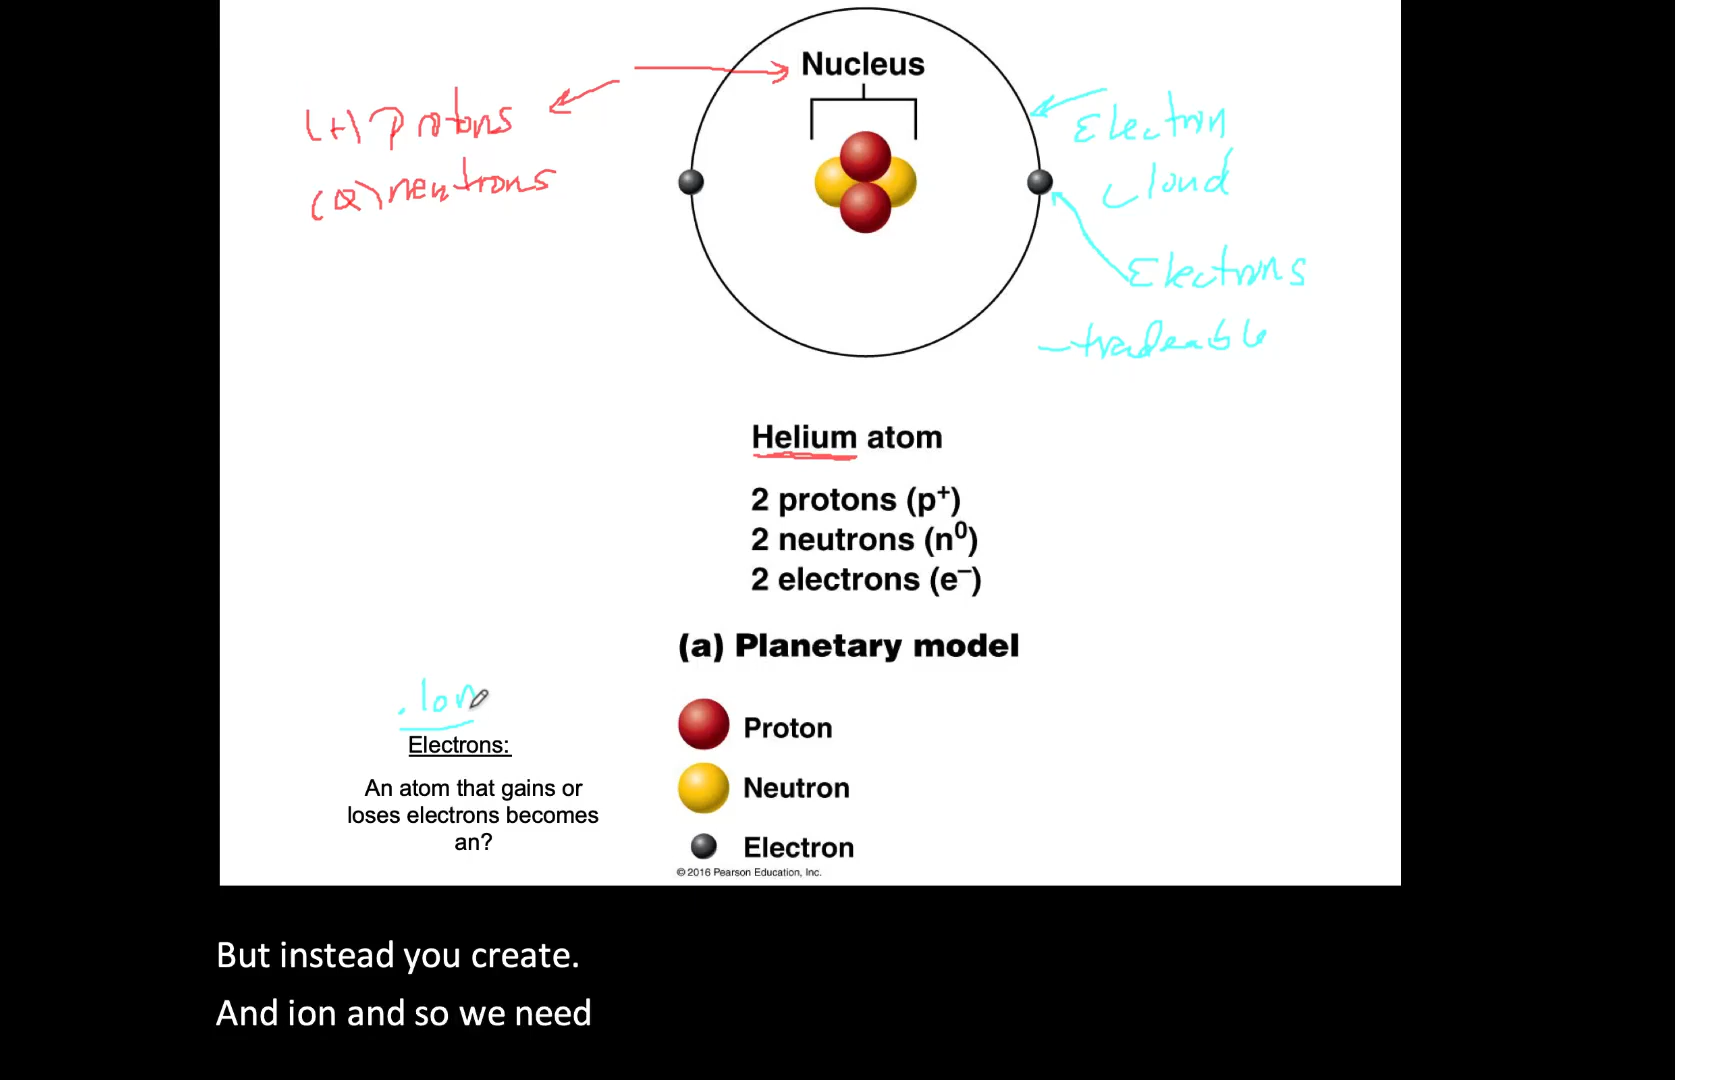 Nucleus
(+) Protons
neutrons
Electron
cloud
Electrons
-tradeable
Helium atom
2 protons (p⁺)
2 neutrons (n⁰)
2 electrons (e⁻)
(a) Planetary model
. Ion
Electrons:
An atom that gains or
loses electrons becomes
an?
Proton
Neutron
Electron
© 2016 Pearson Education, Inc.
But instead you create.
And ion and so we need